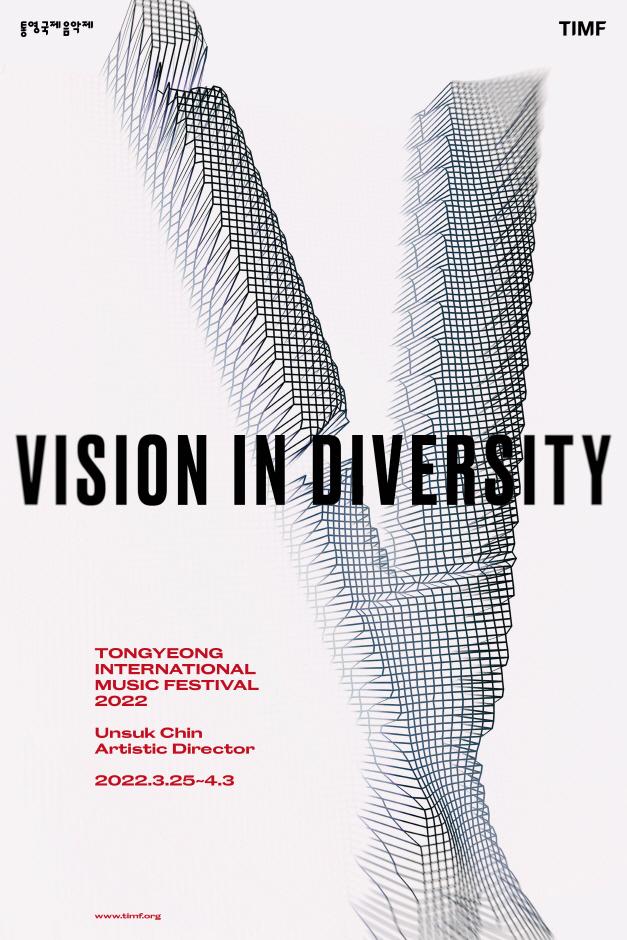 통영국제음악제
TIMF
VISION IN DIVERSITY
TONGYEONG
INTERNATIONAL
MUSIC FESTIVAL
2022
Unsuk Chin
Artistic Director
2022.3.25~4.3
www.timf.org